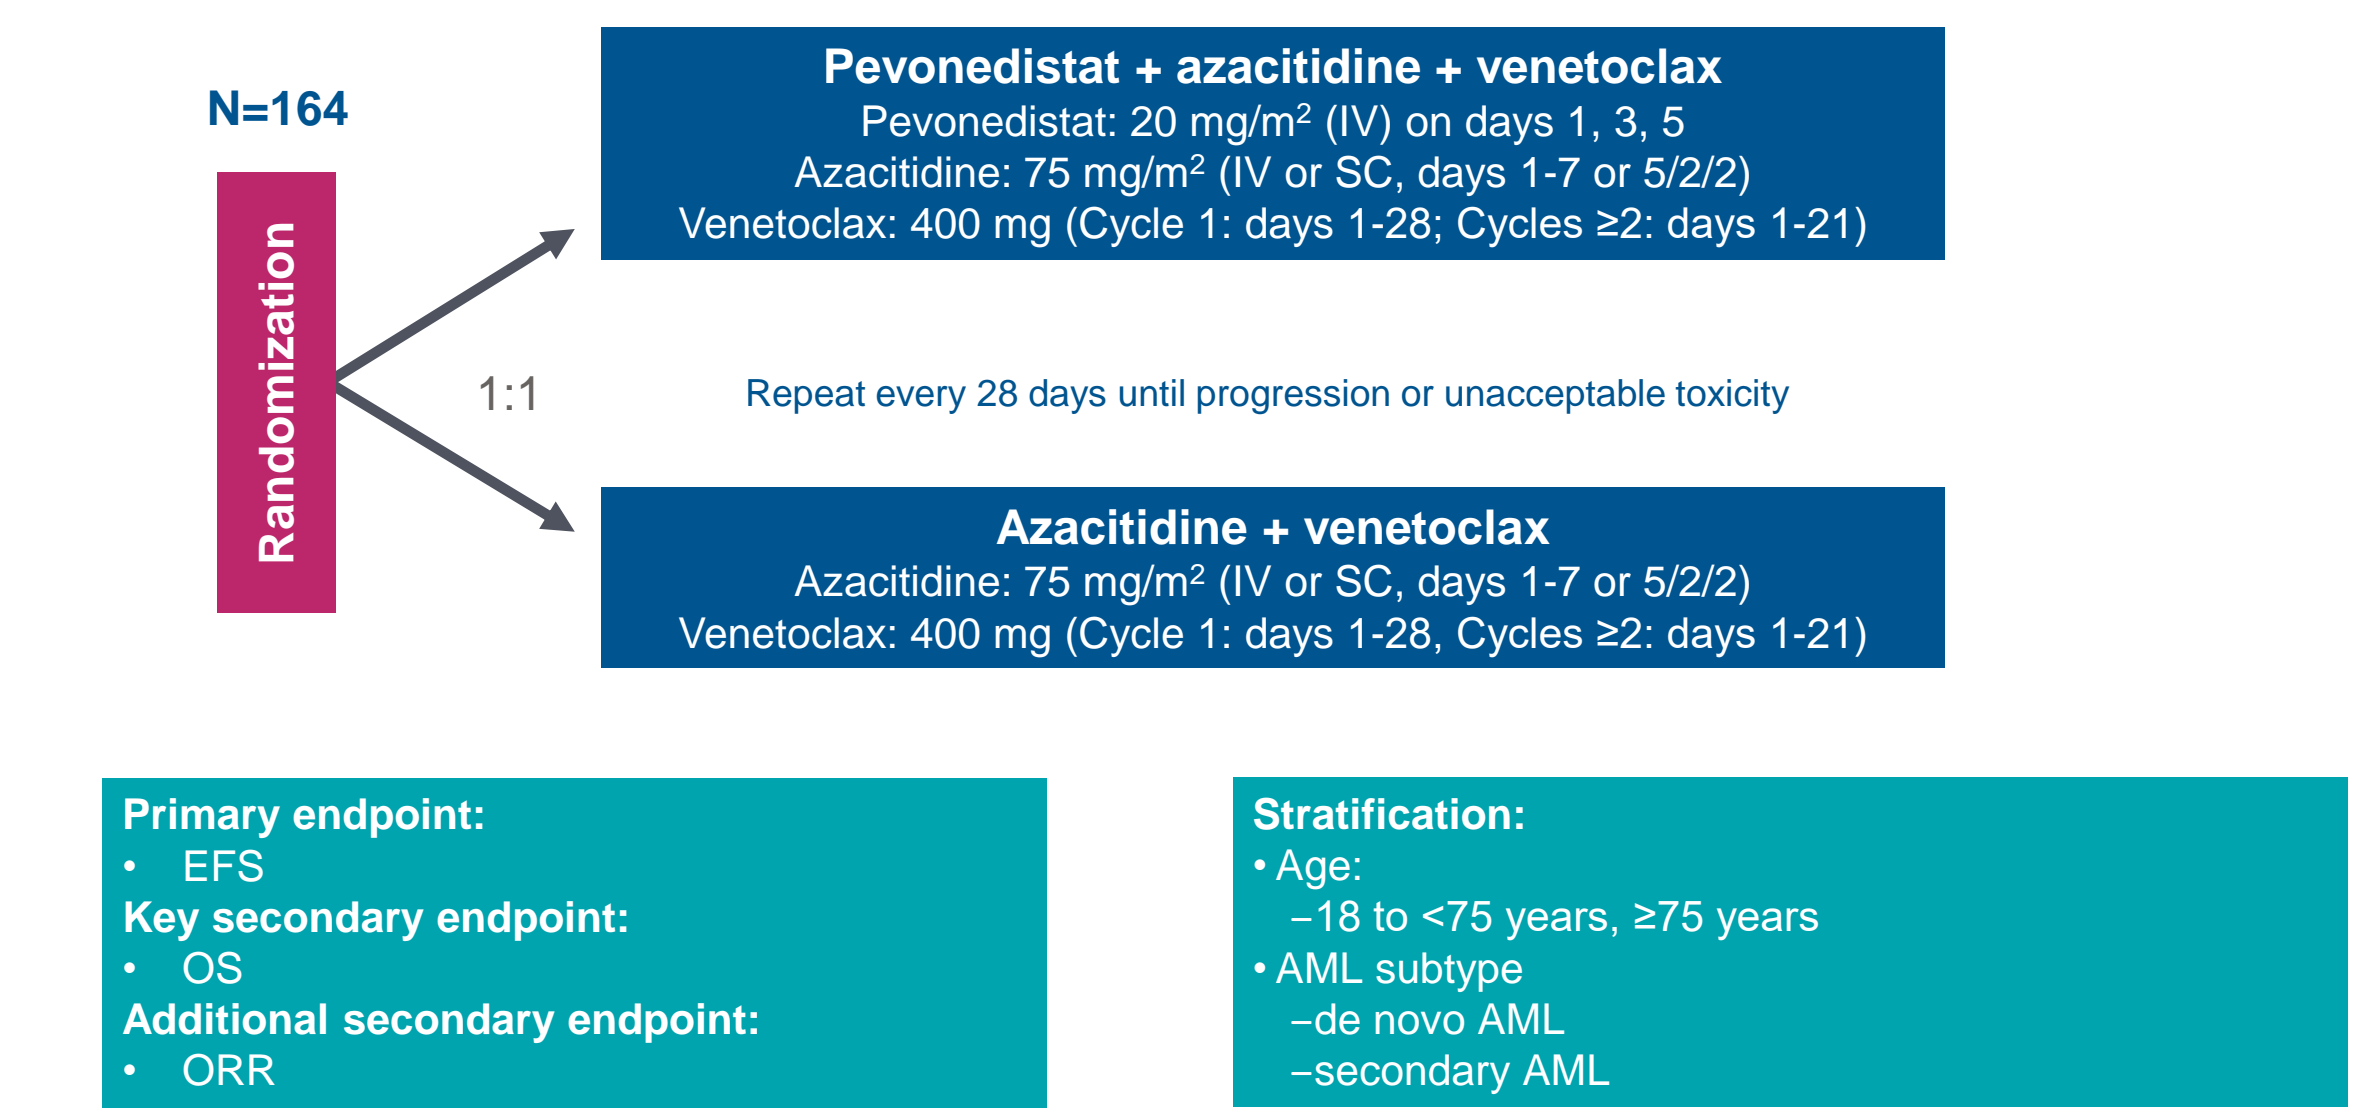 N=164
Randomization
1:1
Pevonedistat + azacitidine + venetoclax
Pevonedistat: 20 mg/m² (IV) on days 1, 3, 5
Azacitidine: 75 mg/m² (IV or SC, days 1-7 or 5/2/2)
Venetoclax: 400 mg (Cycle 1: days 1-28; Cycles ≥2: days 1-21)
Repeat every 28 days until progression or unacceptable toxicity
Azacitidine + venetoclax
Azacitidine: 75 mg/m² (IV or SC, days 1-7 or 5/2/2)
Venetoclax: 400 mg (Cycle 1: days 1-28, Cycles ≥2: days 1-21)
Primary endpoint:
• EFS
Key secondary endpoint:
• OS
Additional secondary endpoint:
• ORR
Stratification:
• Age:
–18 to <75 years, ≥75 years
• AML subtype
–de novo AML
–secondary AML